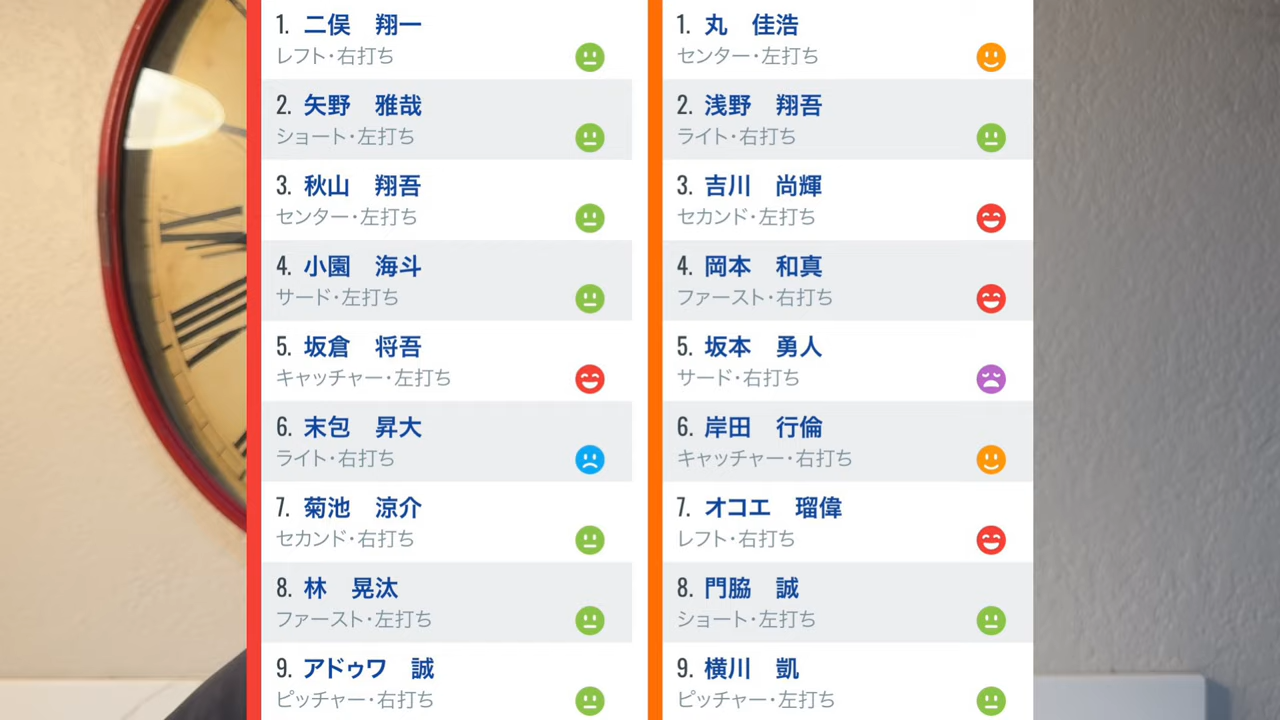 1. 二俣 翔一
レフト・右打ち
2. 矢野 雅哉
ショート・左打ち
3. 秋山 翔吾
センター・左打ち
4. 小園 海斗
サード・左打ち
5. 坂倉 将吾
キャッチャー・左打ち
6. 末包 昇大
ライト・右打ち
7. 菊池 涼介
セカンド・右打ち
8. 林 晃汰
ファースト・左打ち
9. アドゥワ 誠
ピッチャー・右打ち
1. 丸 佳浩
センター・左打ち
2. 浅野 翔吾
ライト・右打ち
3. 吉川 尚輝
セカンド・左打ち
4. 岡本 和真
ファースト・右打ち
5. 坂本 勇人
サード・右打ち
6. 岸田 行倫
キャッチャー・右打ち
7. オコエ 瑠偉
レフト・右打ち
8. 門脇 誠
ショート・左打ち
9. 横川 凱
ピッチャー・左打ち